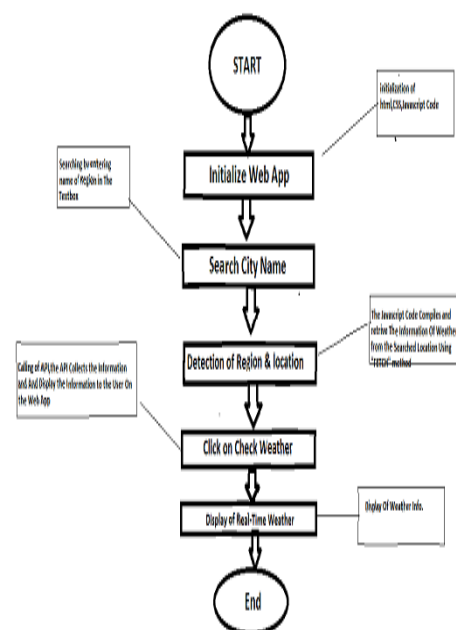 START
initialization of
html,CSS,Javascript Code
Initialize Web App
Searching by entering
name of Region in The
Textbox
Search City Name
The Javascript Code Compiles and
retrive The Information Of Weather
From the Searched Location Using
"FETCH" method
Detection of Region & location
Calling of API,the API Collects the Information
and And Display the Information to the User On
the Web App
Click on Check Weather
Display of Real-Time Weather
Display Of Weather Info.
End